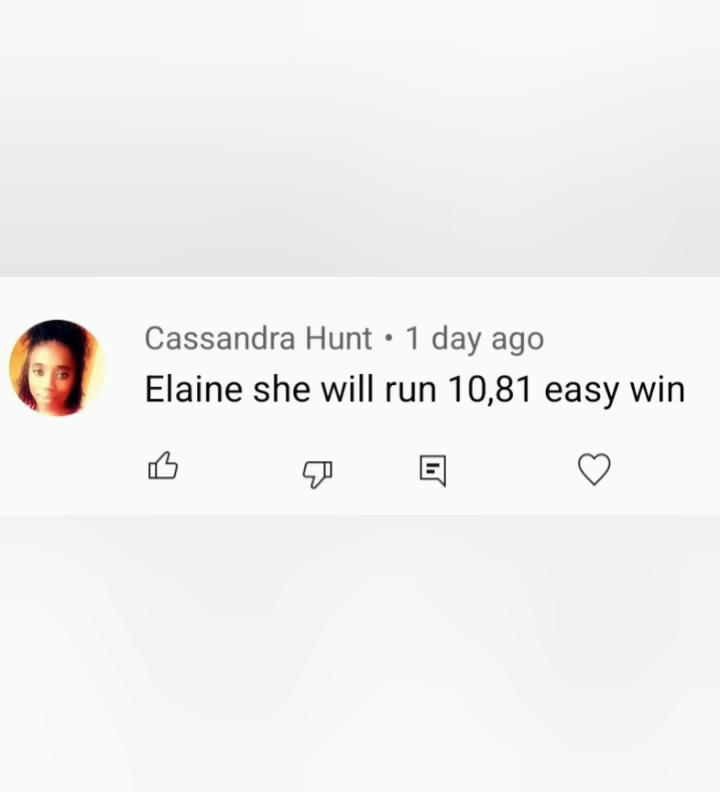 Cassandra Hunt • 1 day ago
Elaine she will run 10,81 easy win